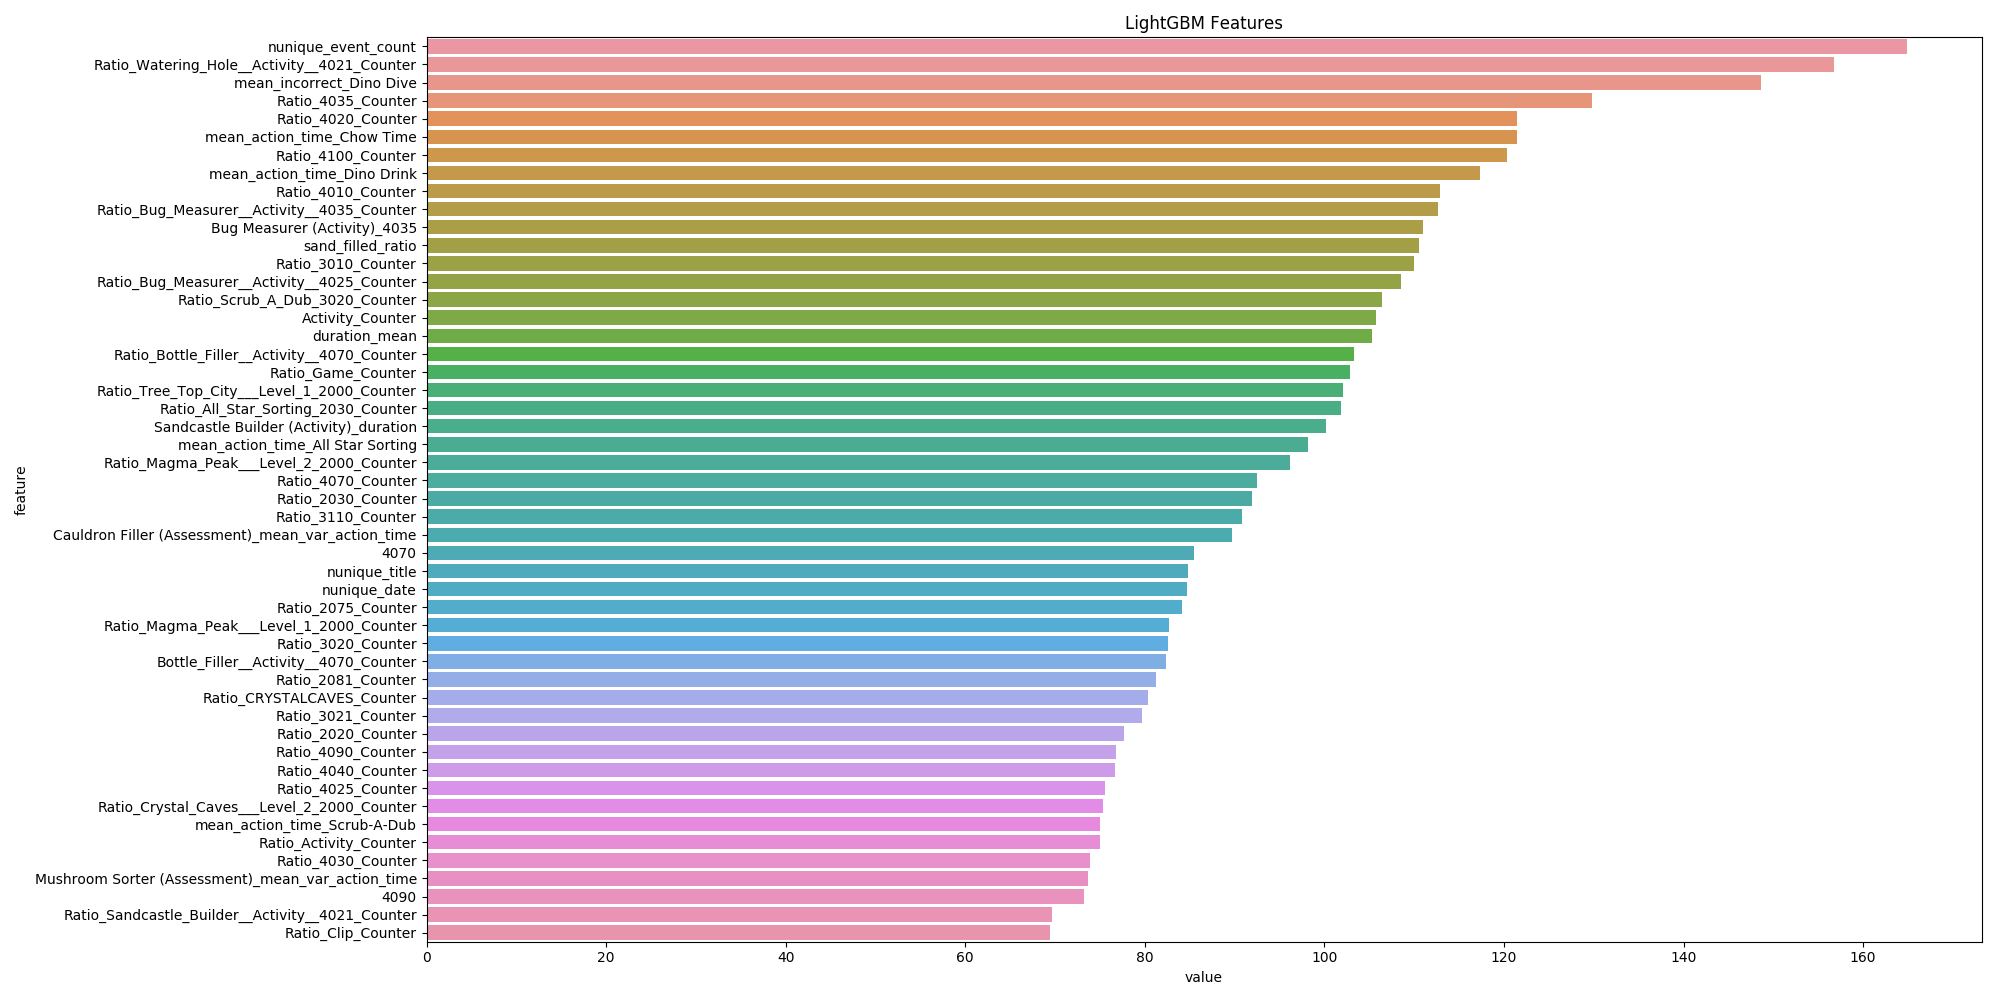 LightGBM Features
nunique_event_count
Ratio_Watering_Hole__Activity__4021_Counter
mean_incorrect_Dino Dive
Ratio_4035_Counter
Ratio_4020_Counter
mean_action_time_Chow Time
Ratio_4100_Counter
mean_action_time_Dino Drink
Ratio_4010_Counter
Ratio_Bug_Measurer__Activity__4035_Counter
Bug Measurer (Activity)_4035
sand_filled_ratio
Ratio_3010_Counter
Ratio_Bug_Measurer__Activity__4025_Counter
Ratio_Scrub_A_Dub_3020_Counter
Activity_Counter
duration_mean
Ratio_Bottle_Filler__Activity__4070_Counter
Ratio_Game_Counter
Ratio_Tree_Top_City___Level_1_2000_Counter
Ratio_All_Star_Sorting_2030_Counter
Sandcastle Builder (Activity)_duration
mean_action_time_All Star Sorting
Ratio_Magma_Peak___Level_2_2000_Counter
Ratio_4070_Counter
Ratio_2030_Counter
Ratio_3110_Counter
Cauldron Filler (Assessment)_mean_var_action_time
4070
nunique_title
nunique_date
Ratio_2075_Counter
Ratio_Magma_Peak___Level_1_2000_Counter
Ratio_3020_Counter
Bottle_Filler__Activity__4070_Counter
Ratio_2081_Counter
Ratio_CRYSTALCAVES_Counter
Ratio_3021_Counter
Ratio_2020_Counter
Ratio_4090_Counter
Ratio_4040_Counter
Ratio_4025_Counter
Ratio_Crystal_Caves___Level_2_2000_Counter
mean_action_time_Scrub-A-Dub
Ratio_Activity_Counter
Ratio_4030_Counter
Mushroom Sorter (Assessment)_mean_var_action_time
4090
Ratio_Sandcastle_Builder__Activity__4021_Counter
Ratio_Clip_Counter
feature
0 20 40 60 80 100 120 140 160
value